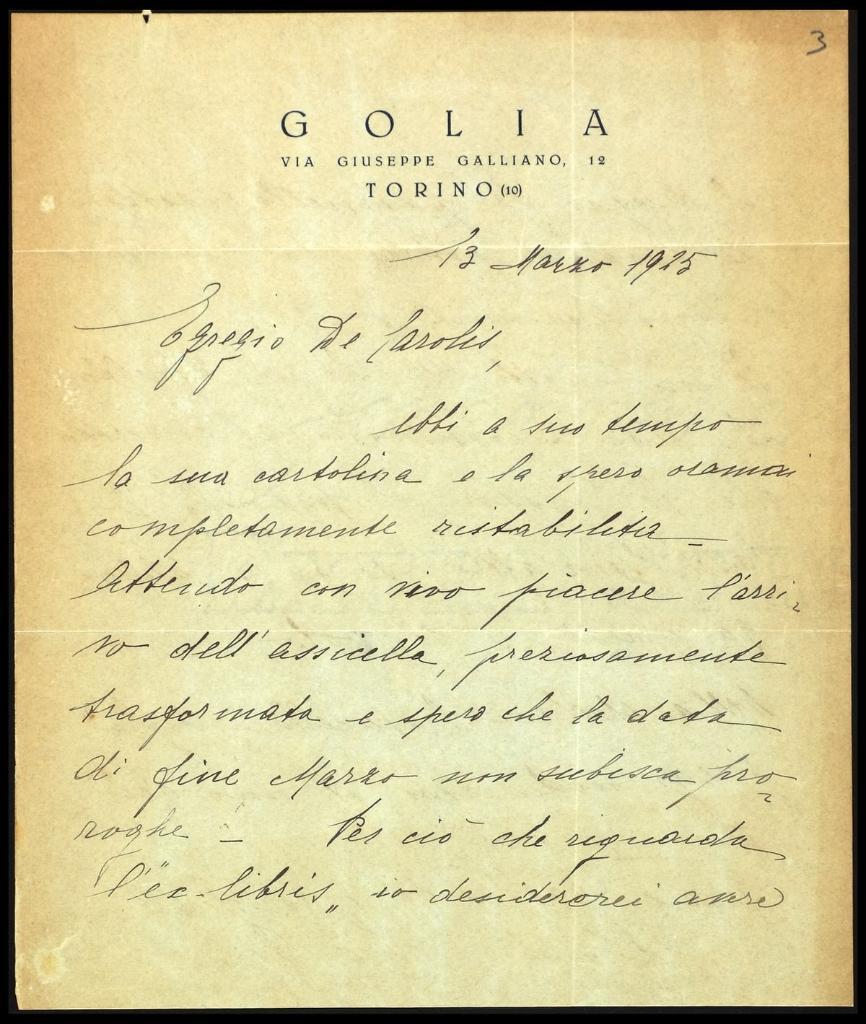 3
GOLIA
VIA GIUSEPPE GALLIANO, 12
TORINO (10)
13 Marzo 1925
Egregio De Carolis,
ebbi a suo tempo
la sua cartolina e la spero oramai
completamente ristabilita –
Attendo con vivo piacere l'arri-
vo dell'assicella, preziosamente
trasformata e spero che la data
di fine Marzo non subisca pro-
roghe – Per ciò che riguarda
l'"ex-libris" io desidererei avere